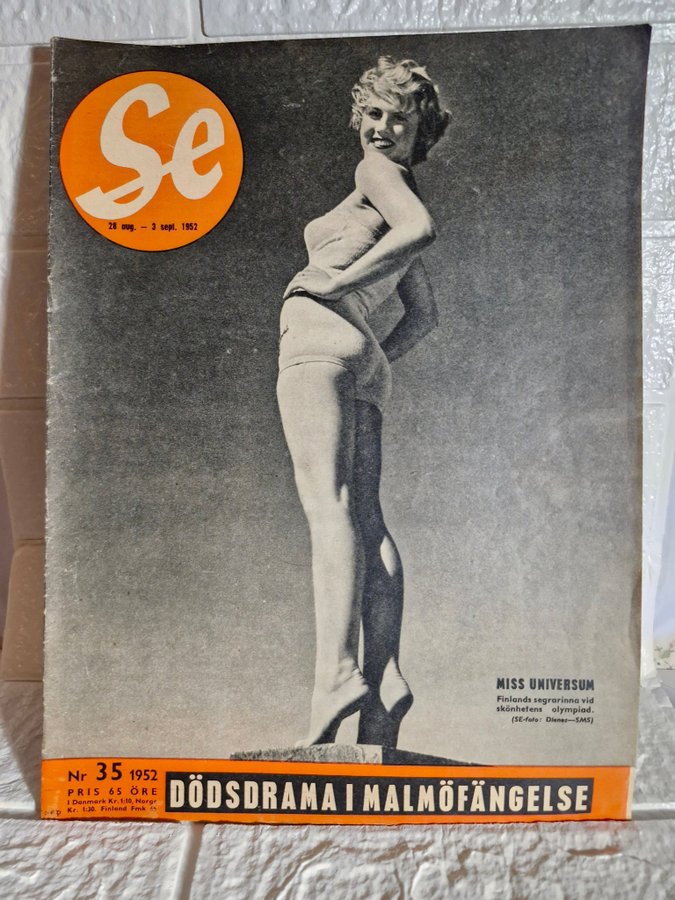 Se
28 aug. – 3 sept. 1952
MISS UNIVERSUM
Finlands segrarinna vid
skönhetens olympiad.
(SE-foto: Dienes—SMS)
Nr 35 1952
PRIS 65 ÖRE
I Danmark Kr. 1:10, Norge
Kr. 1:30. Finland Fmk
DÖDSDRAMA I MALMÖFÄNGELSE